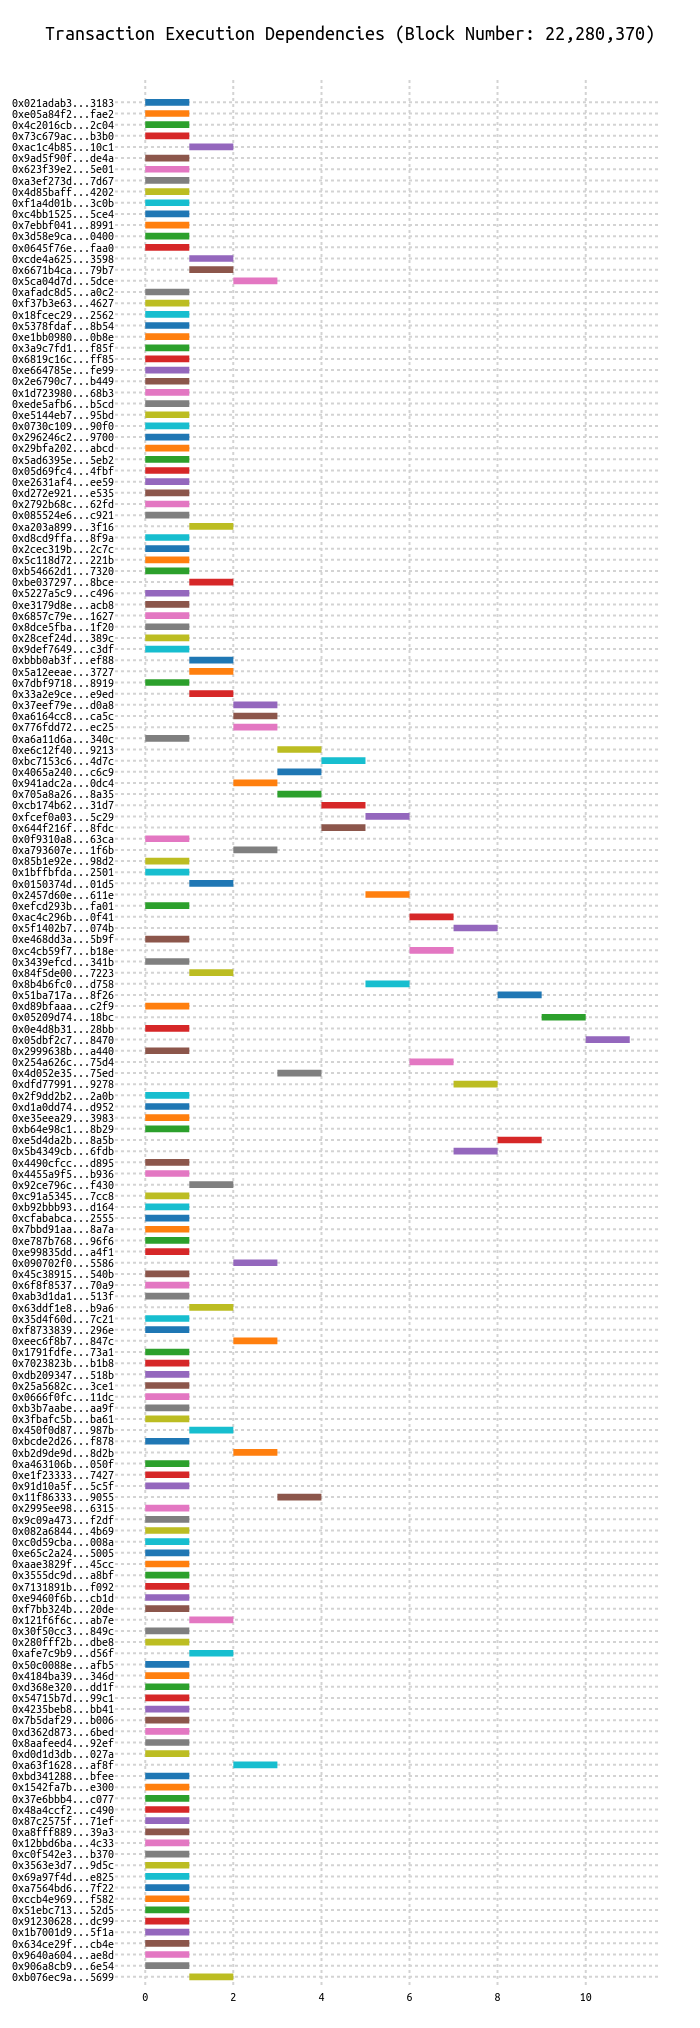 Transaction Execution Dependencies (Block Number: 22,280,370)
0x021adab3...3183
0xe05a84f2...fae2
0x4c2016cb...2c04
0x73c679ac...b3b0
0xac1c4b85...10c1
0x9ad5f90f...de4a
0x623f39e2...5e01
0xa3ef273d...7d67
0x4d85baff...4202
0xf1a4d01b...3c0b
0xc4bb1525...5ce4
0x7ebbf041...8991
0x3d58e9ca...0400
0x0645f76e...faa0
0xcde4a625...3598
0x6671b4ca...79b7
0x5ca04d7d...5dce
0xafadc8d5...a0c2
0xf37b3e63...4627
0x18fcec29...2562
0x5378fdaf...8b54
0xe1bb0980...0b8e
0x3a9c7fd1...f85f
0x6819c16c...ff85
0xe664785e...fe99
0x2e6790c7...b449
0x1d723980...68b3
0xede5afb6...b5cd
0xe5144eb7...95bd
0x0730c109...90f0
0x296246c2...9700
0x29bfa202...abcd
0x5ad6395e...5eb2
0x05d69fc4...4fbf
0xe2631af4...ee59
0xd272e921...e535
0x2792b68c...62fd
0x085524e6...c921
0xa203a899...3f16
0xd8cd9ffa...8f9a
0x2cec319b...2c7c
0x5c118d72...221b
0xb54662d1...7320
0xbe037297...8bce
0x5227a5c9...c496
0xe3179d8e...acb8
0x6857c79e...1627
0x8dce5fba...1f20
0x28cef24d...389c
0x9def7649...c3df
0xbbb0ab3f...ef88
0x5a12eeae...3727
0x7dbf9718...8919
0x33a2e9ce...e9ed
0x37eef79e...d0a8
0xa6164cc8...ca5c
0x776fdd72...ec25
0xa6a11d6a...340c
0xe6c12f40...9213
0xbc7153c6...4d7c
0x4065a240...c6c9
0x941adc2a...0dc4
0x705a8a26...8a35
0xcb174b62...31d7
0xfcef0a03...5c29
0x644f216f...8fdc
0x0f9310a8...63ca
0xa793607e...1f6b
0x85b1e92e...98d2
0x1bffbfda...2501
0x0150374d...01d5
0x2457d60e...611e
0xefcd293b...fa01
0xac4c296b...0f41
0x5f1402b7...074b
0xe468dd3a...5b9f
0xc4cb59f7...b18e
0x3439efcd...341b
0x84f5de00...7223
0x8b4b6fc0...d758
0x51ba717a...8f26
0xd89bfaaa...c2f9
0x05209d74...18bc
0x0e4d8b31...28bb
0x05dbf2c7...8470
0x2999638b...a440
0x254a626c...75d4
0x4d052e35...75ed
0xdfd77991...9278
0x2f9dd2b2...2a0b
0xd1a0dd74...d952
0xe35eea29...3983
0xb64e98c1...8b29
0xe5d4da2b...8a5b
0x5b4349cb...6fdb
0x4490cfcc...d895
0x4455a9f5...b936
0x92ce796c...f430
0xc91a5345...7cc8
0xb92bbb93...d164
0xcfababca...2555
0x7bbd91aa...8a7a
0xe787b768...96f6
0xe99835dd...a4f1
0x090702f0...5586
0x45c38915...540b
0x6f8f8537...70a9
0xab3d1da1...513f
0x63ddf1e8...b9a6
0x35d4f60d...7c21
0xf8733839...296e
0xeec6f8b7...847c
0x1791fdfe...73a1
0x7023823b...b1b8
0xdb209347...518b
0x25a5682c...3ce1
0x0666f0fc...11dc
0xb3b7aabe...aa9f
0x3fbafc5b...ba61
0x450f0d87...987b
0xbcde2d26...f878
0xb2d9de9d...8d2b
0xa463106b...050f
0xe1f23333...7427
0x91d10a5f...5c5f
0x11f86333...9055
0x2995ee98...6315
0x9c09a473...f2df
0x082a6844...4b69
0xc0d59cba...008a
0xe65c2a24...5005
0xaae3829f...45cc
0x3555dc9d...a8bf
0x7131891b...f092
0xe9460f6b...cb1d
0xf7bb324b...20de
0x121f6f6c...ab7e
0x30f50cc3...849c
0x280fff2b...dbe8
0xafe7c9b9...d56f
0x50c0088e...afb5
0x4184ba39...346d
0xd368e320...dd1f
0x54715b7d...99c1
0x4235beb8...bb41
0x7b5daf29...b006
0xd362d873...6bed
0x8aafeed4...92ef
0xd0d1d3db...027a
0xa63f1628...af8f
0xbd341288...bfee
0x1542fa7b...e300
0x37e6bbb4...c077
0x48a4ccf2...c490
0x87c2575f...71ef
0xa8fff889...39a3
0x12bbd6ba...4c33
0xc0f542e3...b370
0x3563e3d7...9d5c
0x69a97f4d...e825
0xa7564bd6...7f22
0xccb4e969...f582
0x51ebc713...52d5
0x91230628...dc99
0x1b7001d9...5f1a
0x634ce29f...cb4e
0x9640a604...ae8d
0x906a8cb9...6e54
0xb076ec9a...5699
0 2 4 6 8 10